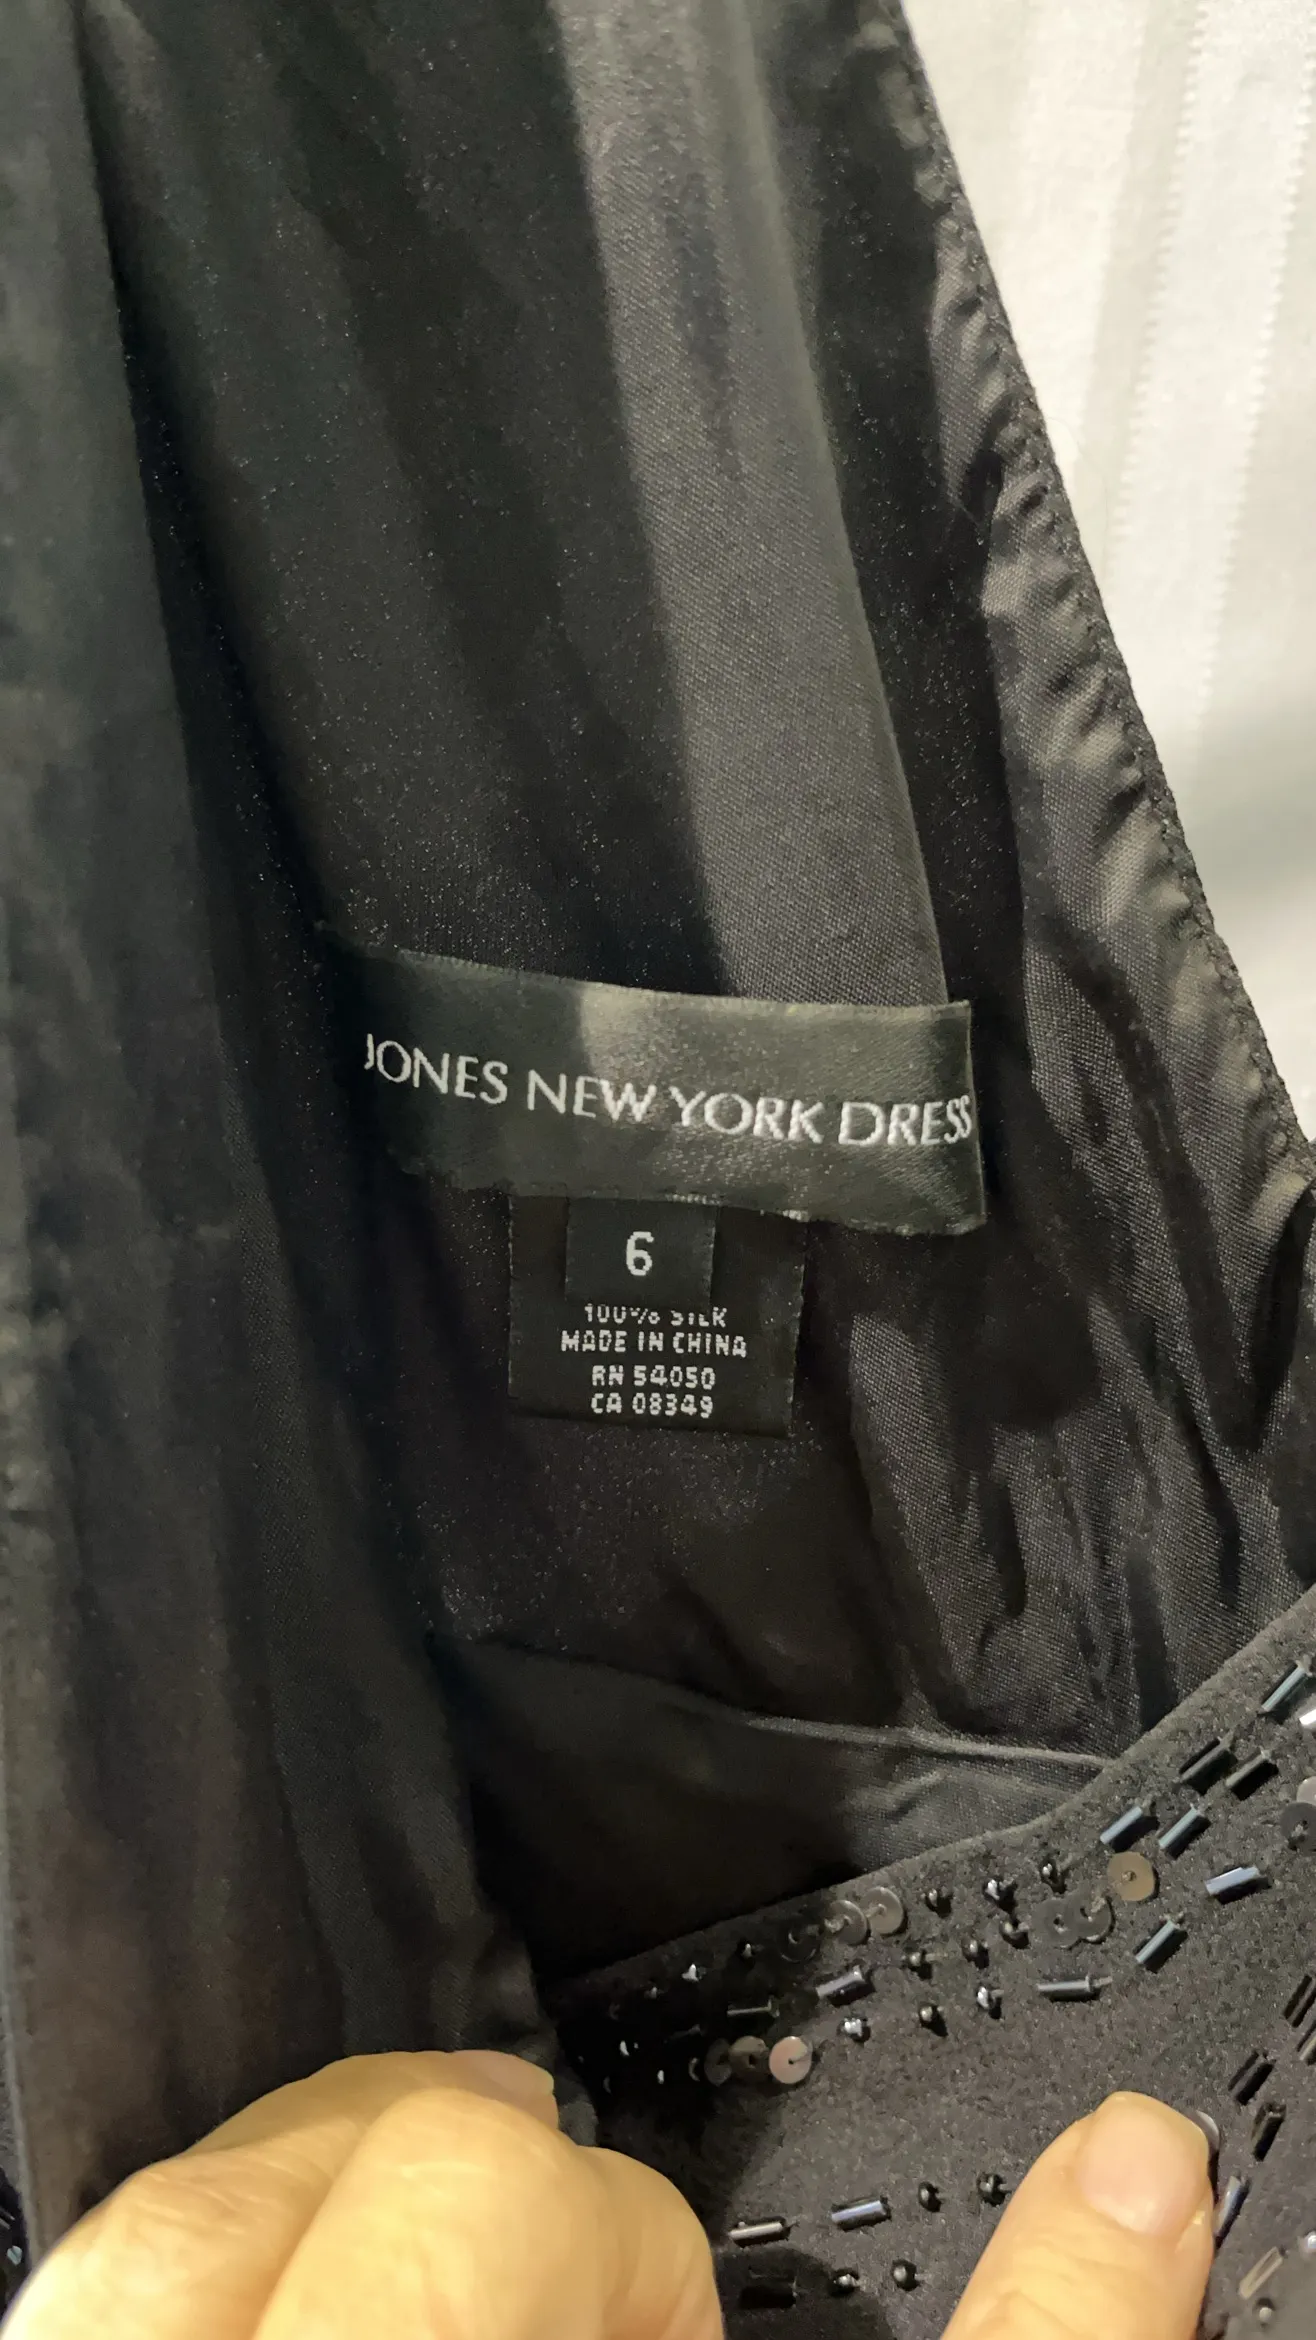 JONES NEW YORK DRESS
6
100% SILK
MADE IN CHINA
RN 54050
CA 08349